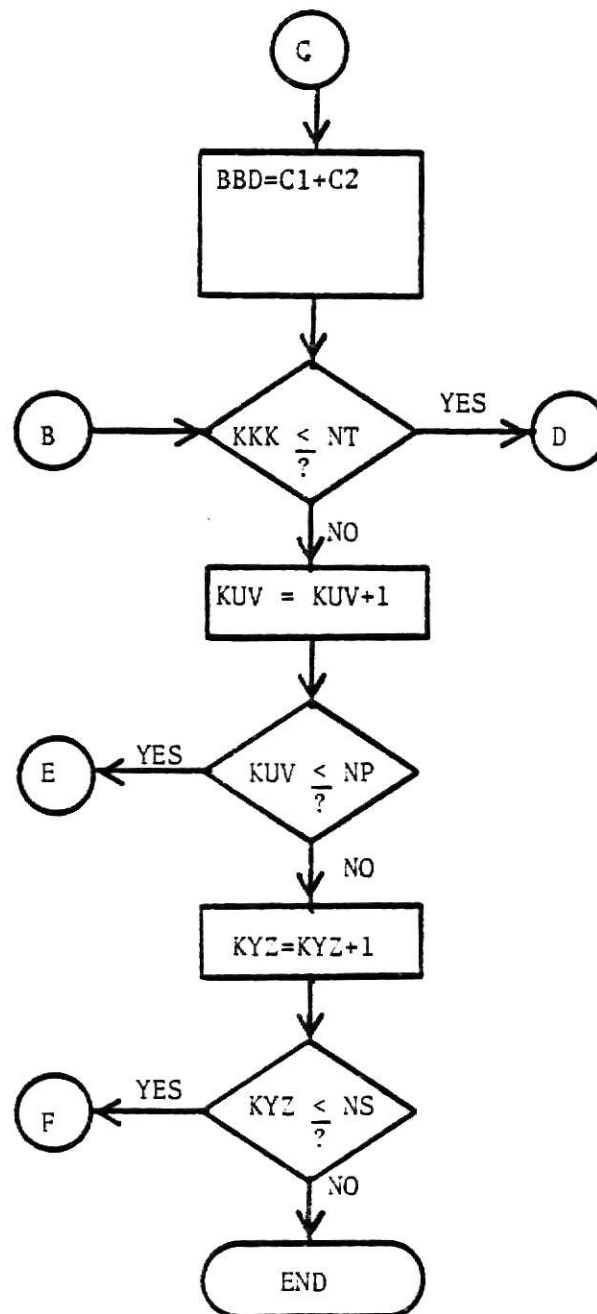 C
BBD=C1+C2
B
KKK ≤ NT
?
YES
D
NO
KUV = KUV+1
E
YES
KUV ≤ NP
?
NO
KYZ=KYZ+1
F
YES
KYZ ≤ NS
?
NO
END